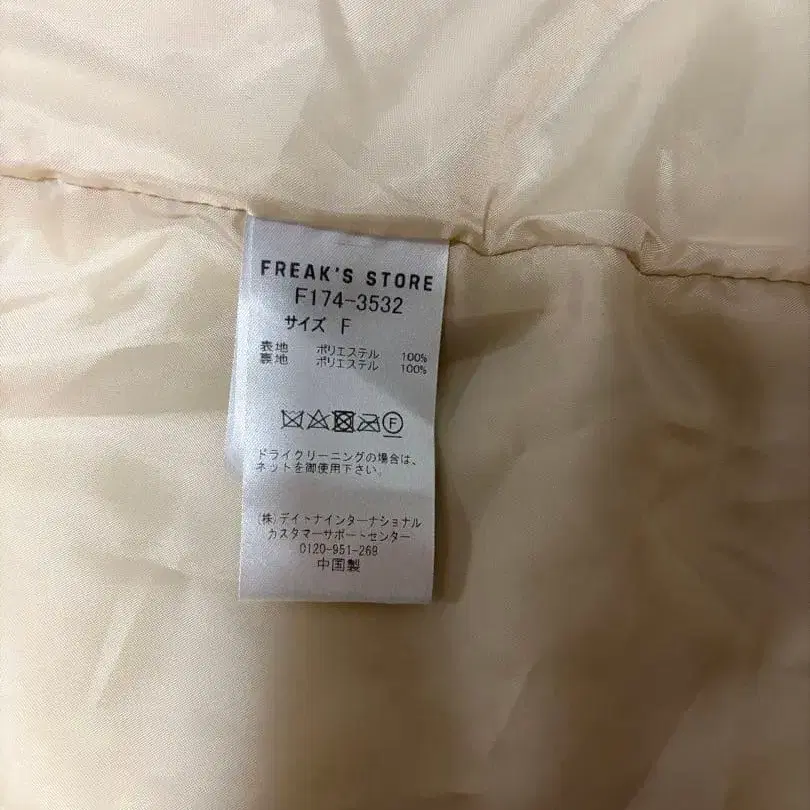 FREAK'S STORE
F174-3532
サイズ F
表地 ポリエステル 100%
裏地 ポリエステル 100%
F
ドライクリーニングの場合は、
ネットを御使用下さい。
(株)デイトナインターナショナル
カスタマーサポートセンター
0120-951-269
中国製